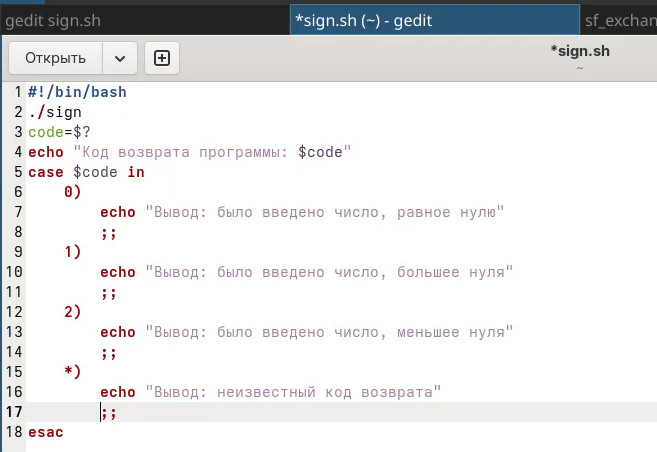 gedit sign.sh *sign.sh (~) - gedit sf_exchan
Открыть *sign.sh
~
1 #!/bin/bash
2 ./sign
3 code=$?
4 echo "Код возврата программы: $code"
5 case $code in
6 0)
7 echo "Вывод: было введено число, равное нулю"
8 ;;
9 1)
10 echo "Вывод: было введено число, большее нуля"
11 ;;
12 2)
13 echo "Вывод: было введено число, меньшее нуля"
14 ;;
15 *)
16 echo "Вывод: неизвестный код возврата"
17 ;;
18 esac